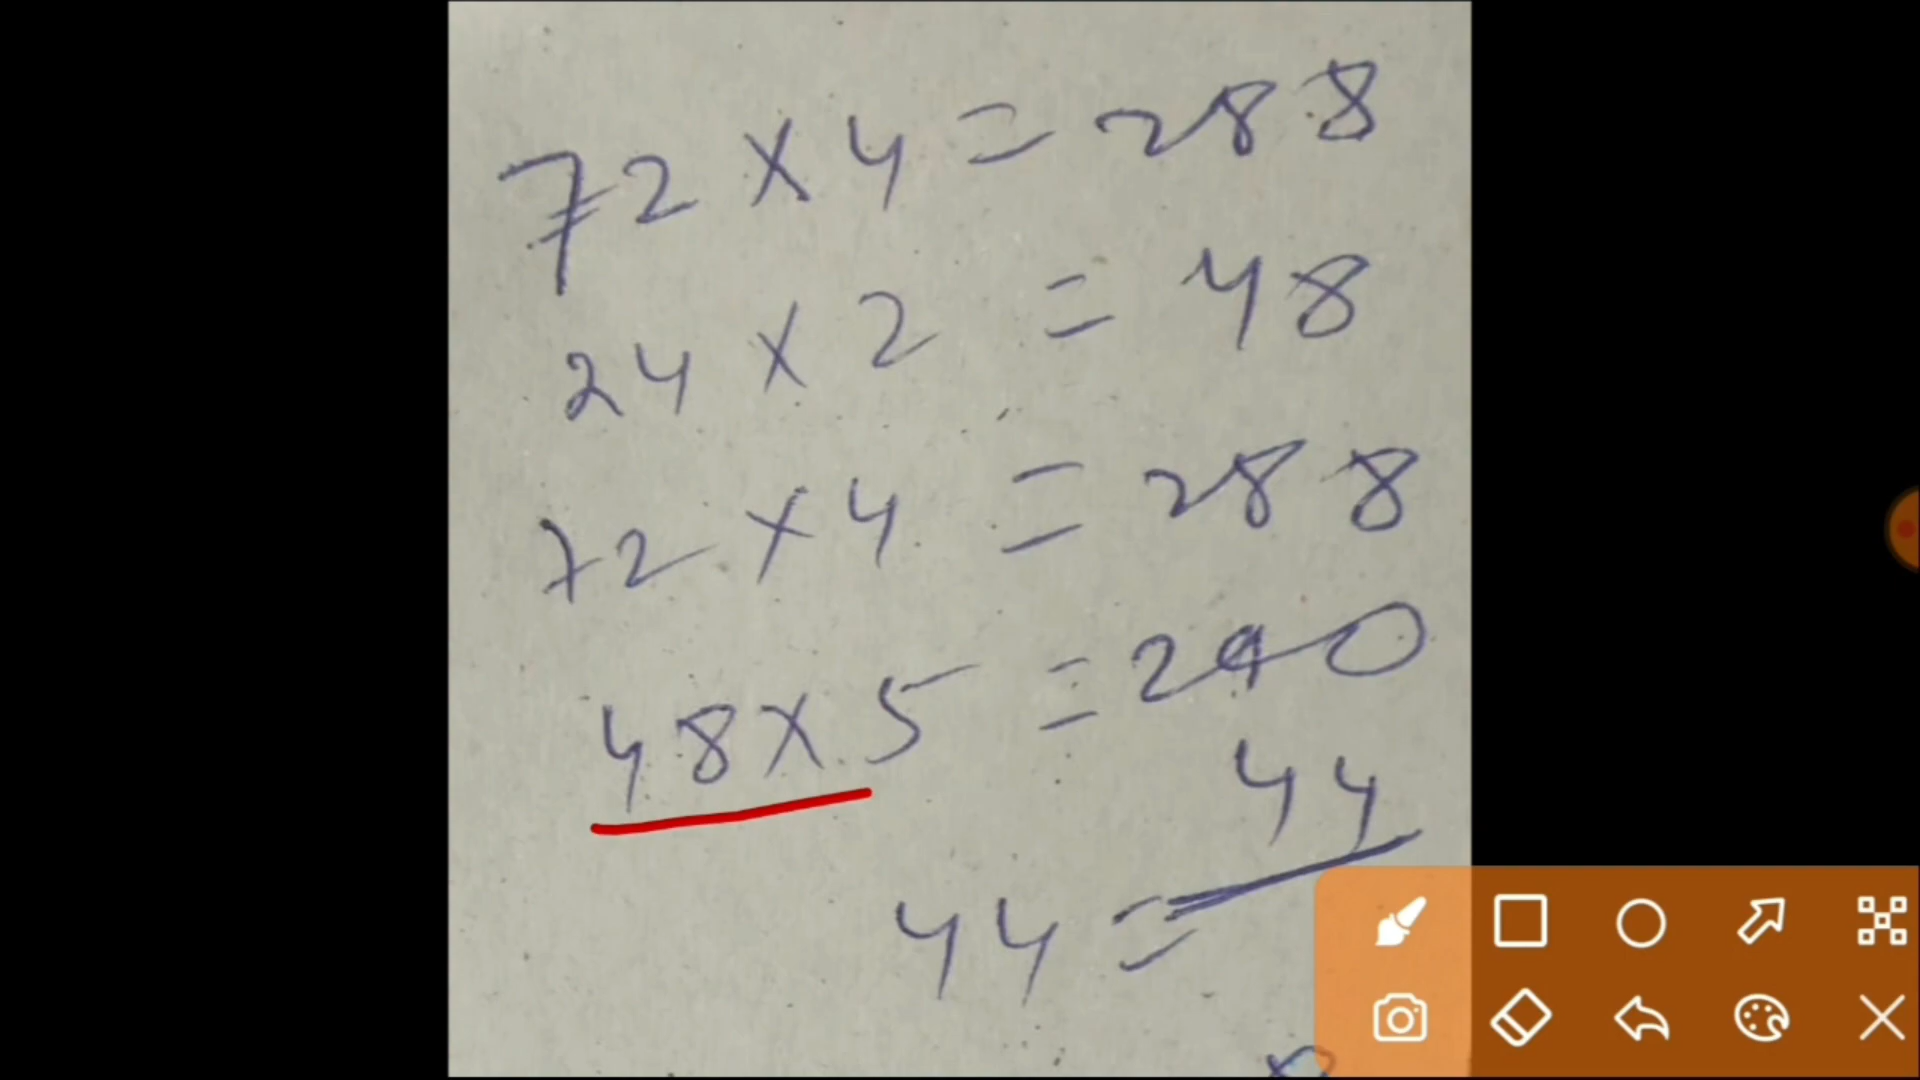 72 x 4 = 288
24 x 2 = 48
72 x 4 = 288
48 x 5 = 240
44
44 =